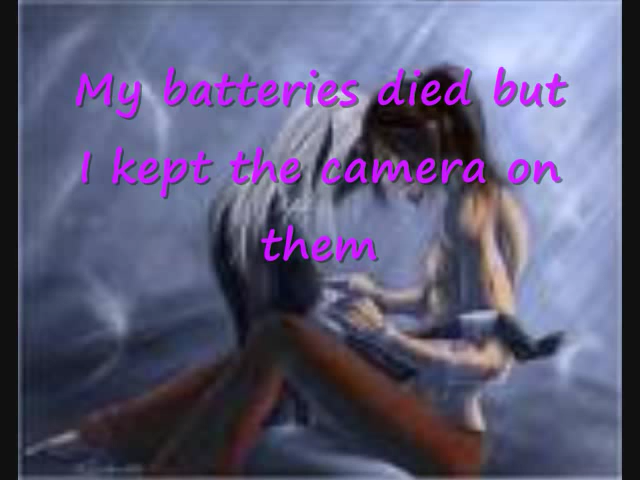 My batteries died but
I kept the camera on
them